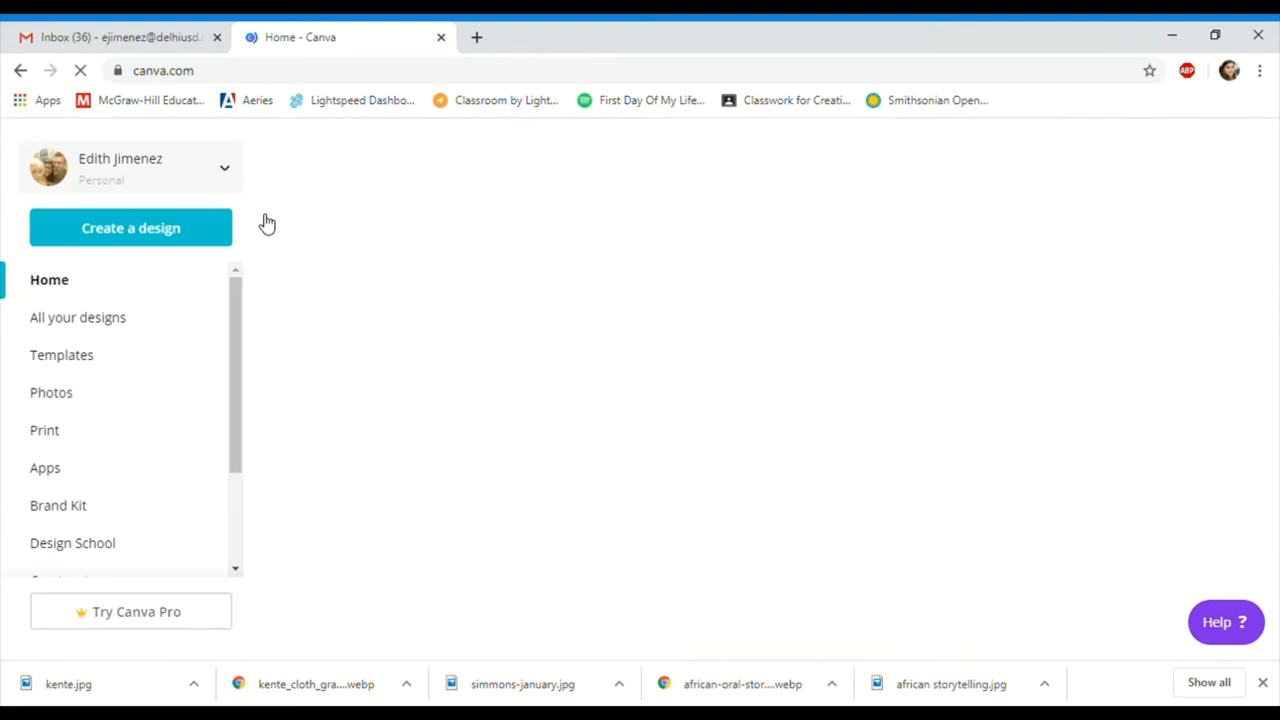 Inbox (36) - ejimenez@delhiusd.
Home - Canva
canva.com
ABP
Apps
McGraw-Hill Educat...
Aeries
Lightspeed Dashbo...
Classroom by Light...
First Day Of My Life...
Classwork for Creati...
Smithsonian Open...
Edith Jimenez
Personal
Create a design
Home
All your designs
Templates
Photos
Print
Apps
Brand Kit
Design School
Try Canva Pro
Help ?
kente.jpg
kente_cloth_gra....webp
simmons-january.jpg
african-oral-stor....webp
african storytelling.jpg
Show all